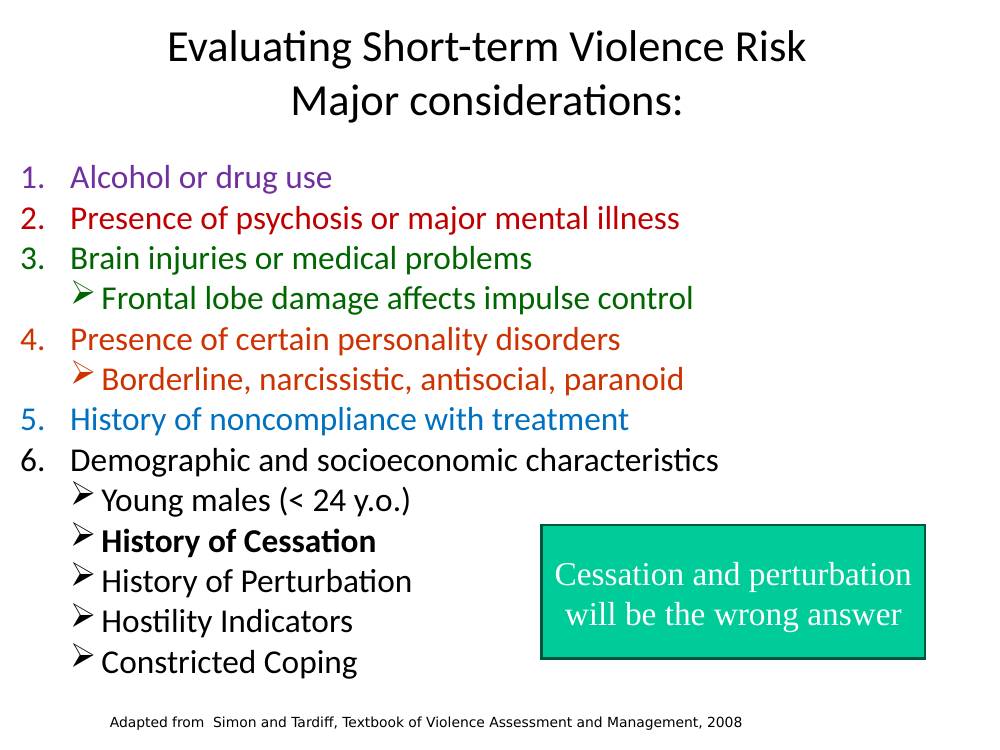 Evaluating Short-term Violence Risk
Major considerations:
1. Alcohol or drug use
2. Presence of psychosis or major mental illness
3. Brain injuries or medical problems
➢ Frontal lobe damage affects impulse control
4. Presence of certain personality disorders
➢ Borderline, narcissistic, antisocial, paranoid
5. History of noncompliance with treatment
6. Demographic and socioeconomic characteristics
➢ Young males (< 24 y.o.)
➢ History of Cessation
➢ History of Perturbation
➢ Hostility Indicators
➢ Constricted Coping
Cessation and perturbation
will be the wrong answer
Adapted from Simon and Tardiff, Textbook of Violence Assessment and Management, 2008